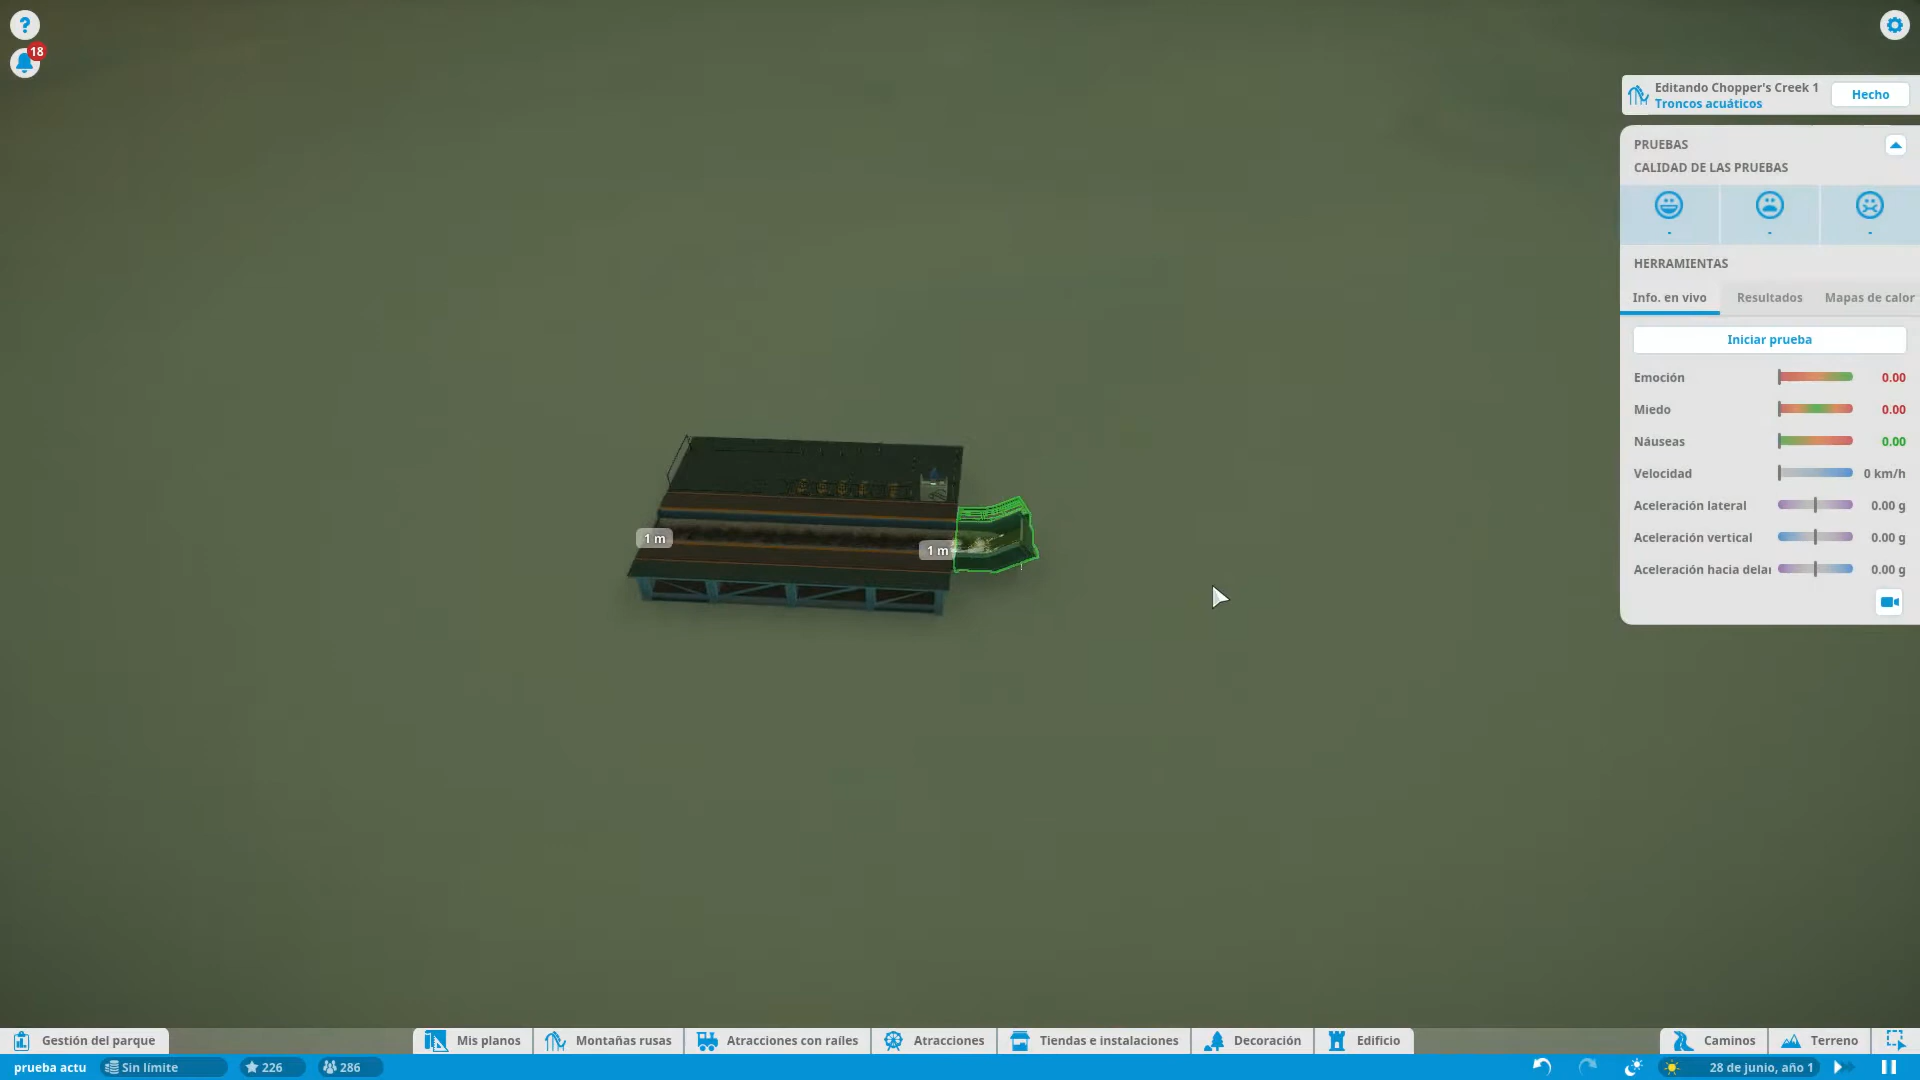 ?
18
Editando Chopper's Creek 1
Troncos acuáticos
Hecho
PRUEBAS
CALIDAD DE LAS PRUEBAS
- - -
HERRAMIENTAS
Info. en vivo Resultados Mapas de calor
Iniciar prueba
Emoción 0.00
Miedo 0.00
Náuseas 0.00
Velocidad 0 km/h
Aceleración lateral 0.00 g
Aceleración vertical 0.00 g
Aceleración hacia delan 0.00 g
1 m
1 m
Gestión del parque Mis planos Montañas rusas Atracciones con raíles Atracciones Tiendas e instalaciones Decoración Edificio Caminos Terreno
prueba actu Sin límite 226 286 28 de junio, año 1